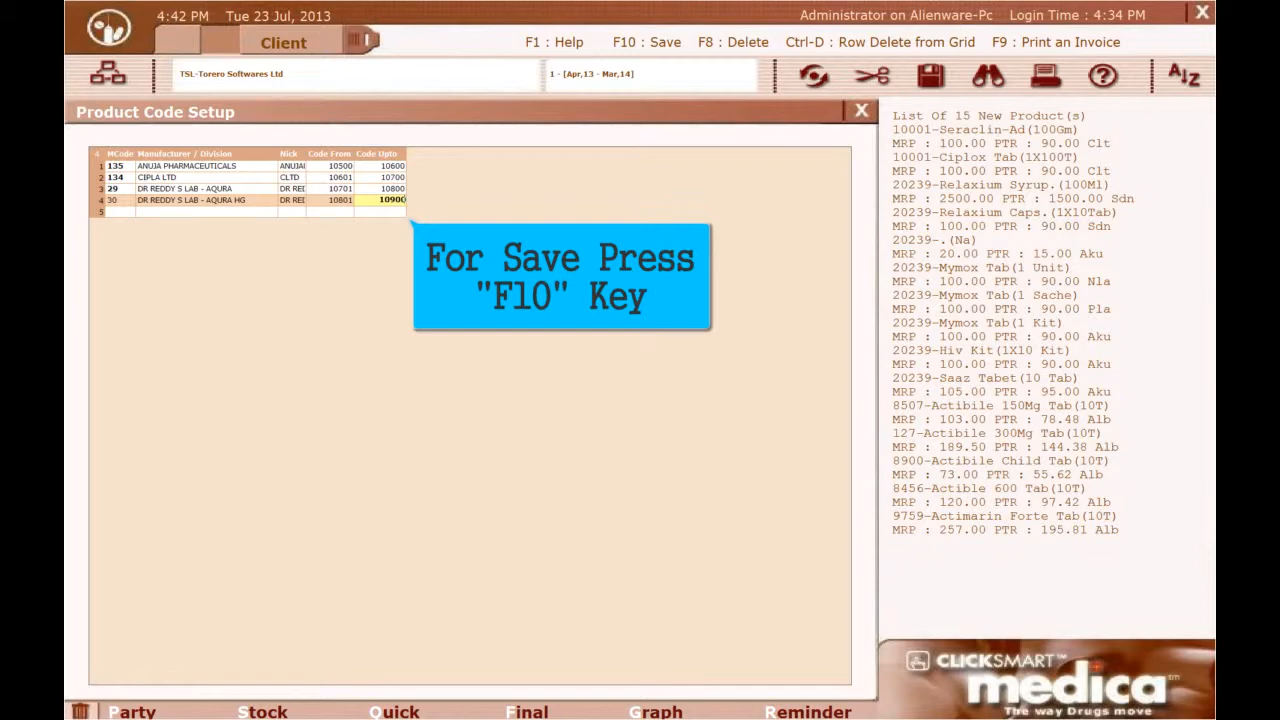 4:42 PM Tue 23 Jul, 2013
Administrator on Alienware-Pc Login Time : 4:34 PM X
Client
F1 : Help F10 : Save F8 : Delete Ctrl-D : Row Delete from Grid F9 : Print an Invoice
TSL-Torero Softwares Ltd
1 - [Apr,13 - Mar,14]
Product Code Setup X
4 MCode Manufacturer / Division Nick Code From Code Upto
1 135 ANUJA PHARMACEUTICALS ANUJA 10500 10600
2 134 CIPLA LTD CLTD 10601 10700
3 29 DR REDDY S LAB - AQURA DR RED 10701 10800
4 30 DR REDDY S LAB - AQURA HG DR RED 10801 10900
5
For Save Press
"F10" Key
List Of 15 New Product(s)
10001-Seraclin-Ad(100Gm)
MRP : 100.00 PTR : 90.00 Clt
10001-Ciplox Tab(1X100T)
MRP : 100.00 PTR : 90.00 Clt
20239-Relaxium Syrup.(100Ml)
MRP : 2500.00 PTR : 1500.00 Sdn
20239-Relaxium Caps.(1X10Tab)
MRP : 100.00 PTR : 90.00 Sdn
20239-.(Na)
MRP : 20.00 PTR : 15.00 Aku
20239-Mymox Tab(1 Unit)
MRP : 100.00 PTR : 90.00 Nla
20239-Mymox Tab(1 Sache)
MRP : 100.00 PTR : 90.00 Pla
20239-Mymox Tab(1 Kit)
MRP : 100.00 PTR : 90.00 Aku
20239-Hiv Kit(1X10 Kit)
MRP : 100.00 PTR : 90.00 Aku
20239-Saaz Tabet(10 Tab)
MRP : 105.00 PTR : 95.00 Aku
8507-Actibile 150Mg Tab(10T)
MRP : 103.00 PTR : 78.48 Alb
127-Actibile 300Mg Tab(10T)
MRP : 189.50 PTR : 144.38 Alb
8900-Actibile Child Tab(10T)
MRP : 73.00 PTR : 55.62 Alb
8456-Actible 600 Tab(10T)
MRP : 120.00 PTR : 97.42 Alb
9759-Actimarin Forte Tab(10T)
MRP : 257.00 PTR : 195.81 Alb
CLICKSMART™
medica™
The way Drugs move
Party Stock Quick Final Graph Reminder